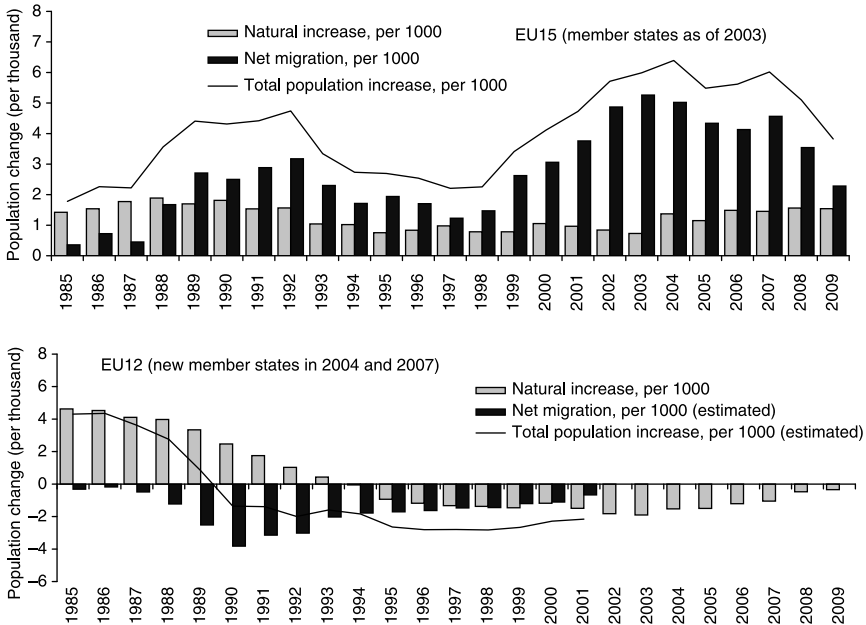 8
7
6
5
4
3
2
1
0
Population change (per thousand)
Natural increase, per 1000
Net migration, per 1000
Total population increase, per 1000
EU15 (member states as of 2003)
1985 1986 1987 1988 1989 1990 1991 1992 1993 1994 1995 1996 1997 1998 1999 2000 2001 2002 2003 2004 2005 2006 2007 2008 2009
8
6
4
2
0
−2
−4
−6
Population change (per thousand)
EU12 (new member states in 2004 and 2007)
Natural increase, per 1000
Net migration, per 1000 (estimated)
Total population increase, per 1000 (estimated)
1985 1986 1987 1988 1989 1990 1991 1992 1993 1994 1995 1996 1997 1998 1999 2000 2001 2002 2003 2004 2005 2006 2007 2008 2009